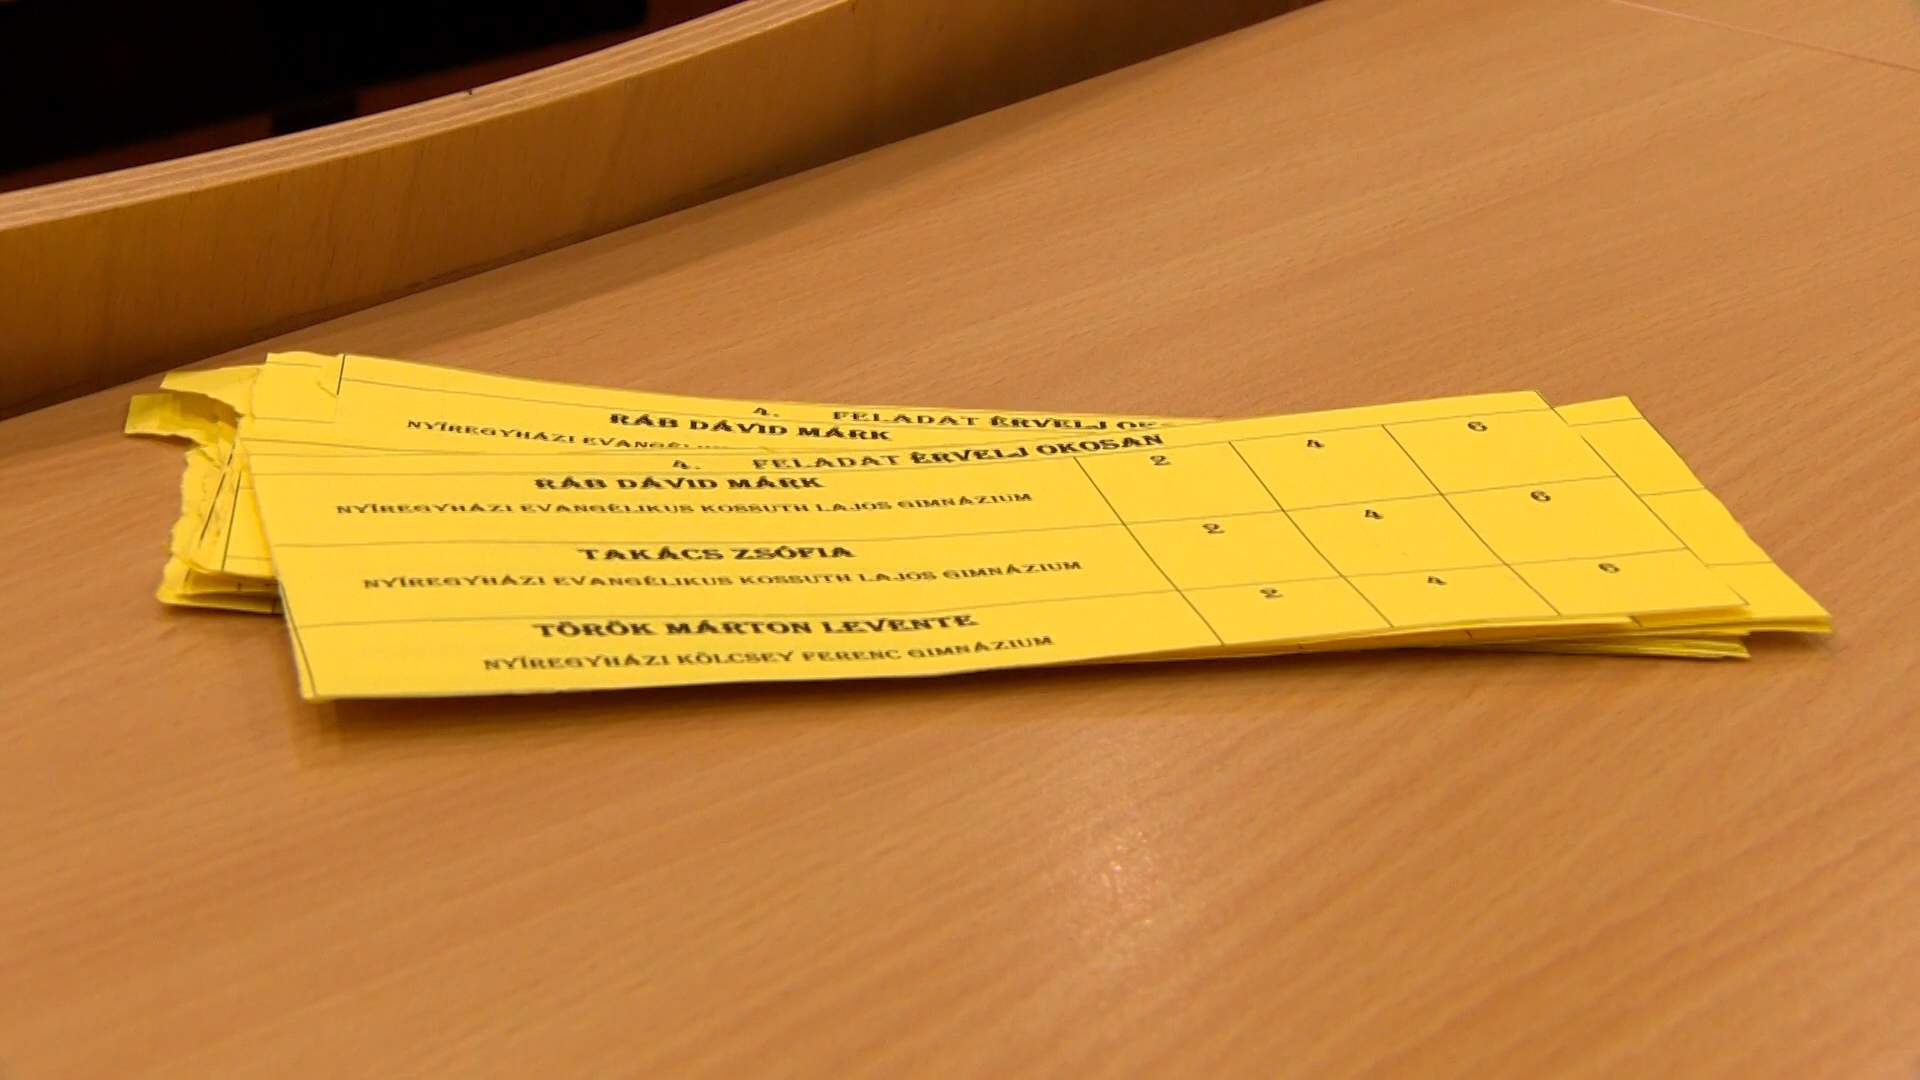 4. FELADAT ÉRVELJ
RÁB DÁVID MÁRK
NYÍREGYHÁZI
4. FELADAT ÉRVELJ OKOSAN
RÁB DÁVID MÁRK 2 4 6
NYÍREGYHÁZI EVANGÉLIKUS KOSSUTH LAJOS GIMNÁZIUM
TAKÁCS ZSÓFIA 2 4 6
NYÍREGYHÁZI EVANGÉLIKUS KOSSUTH LAJOS GIMNÁZIUM
TÖRÖK MÁRTON LEVENTE 2 4 6
NYÍREGYHÁZI KÖLCSEY FERENC GIMNÁZIUM